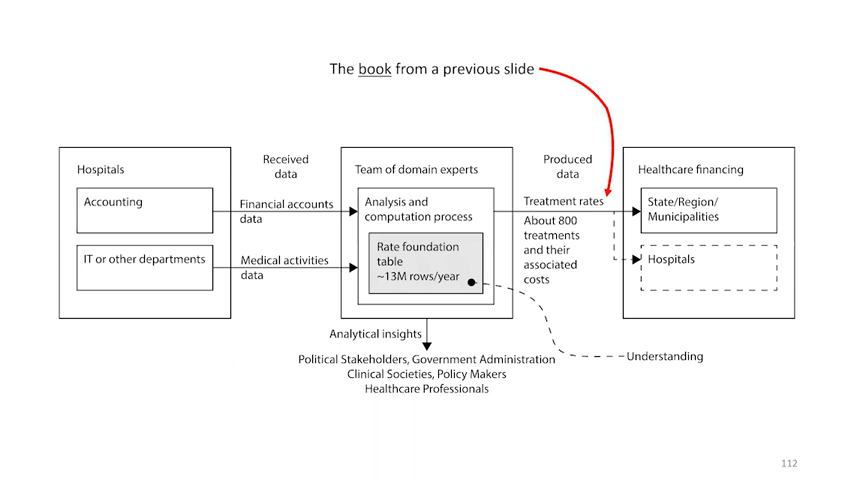 The book from a previous slide
Hospitals
Accounting
IT or other departments
Received
data
Financial accounts
data
Medical activities
data
Team of domain experts
Analysis and
computation process
Rate foundation
table
~13M rows/year
Produced
data
Treatment rates
About 800
treatments
and their
associated
costs
Healthcare financing
State/Region/
Municipalities
Hospitals
Analytical insights
Political Stakeholders, Government Administration
Clinical Societies, Policy Makers
Healthcare Professionals
Understanding
112